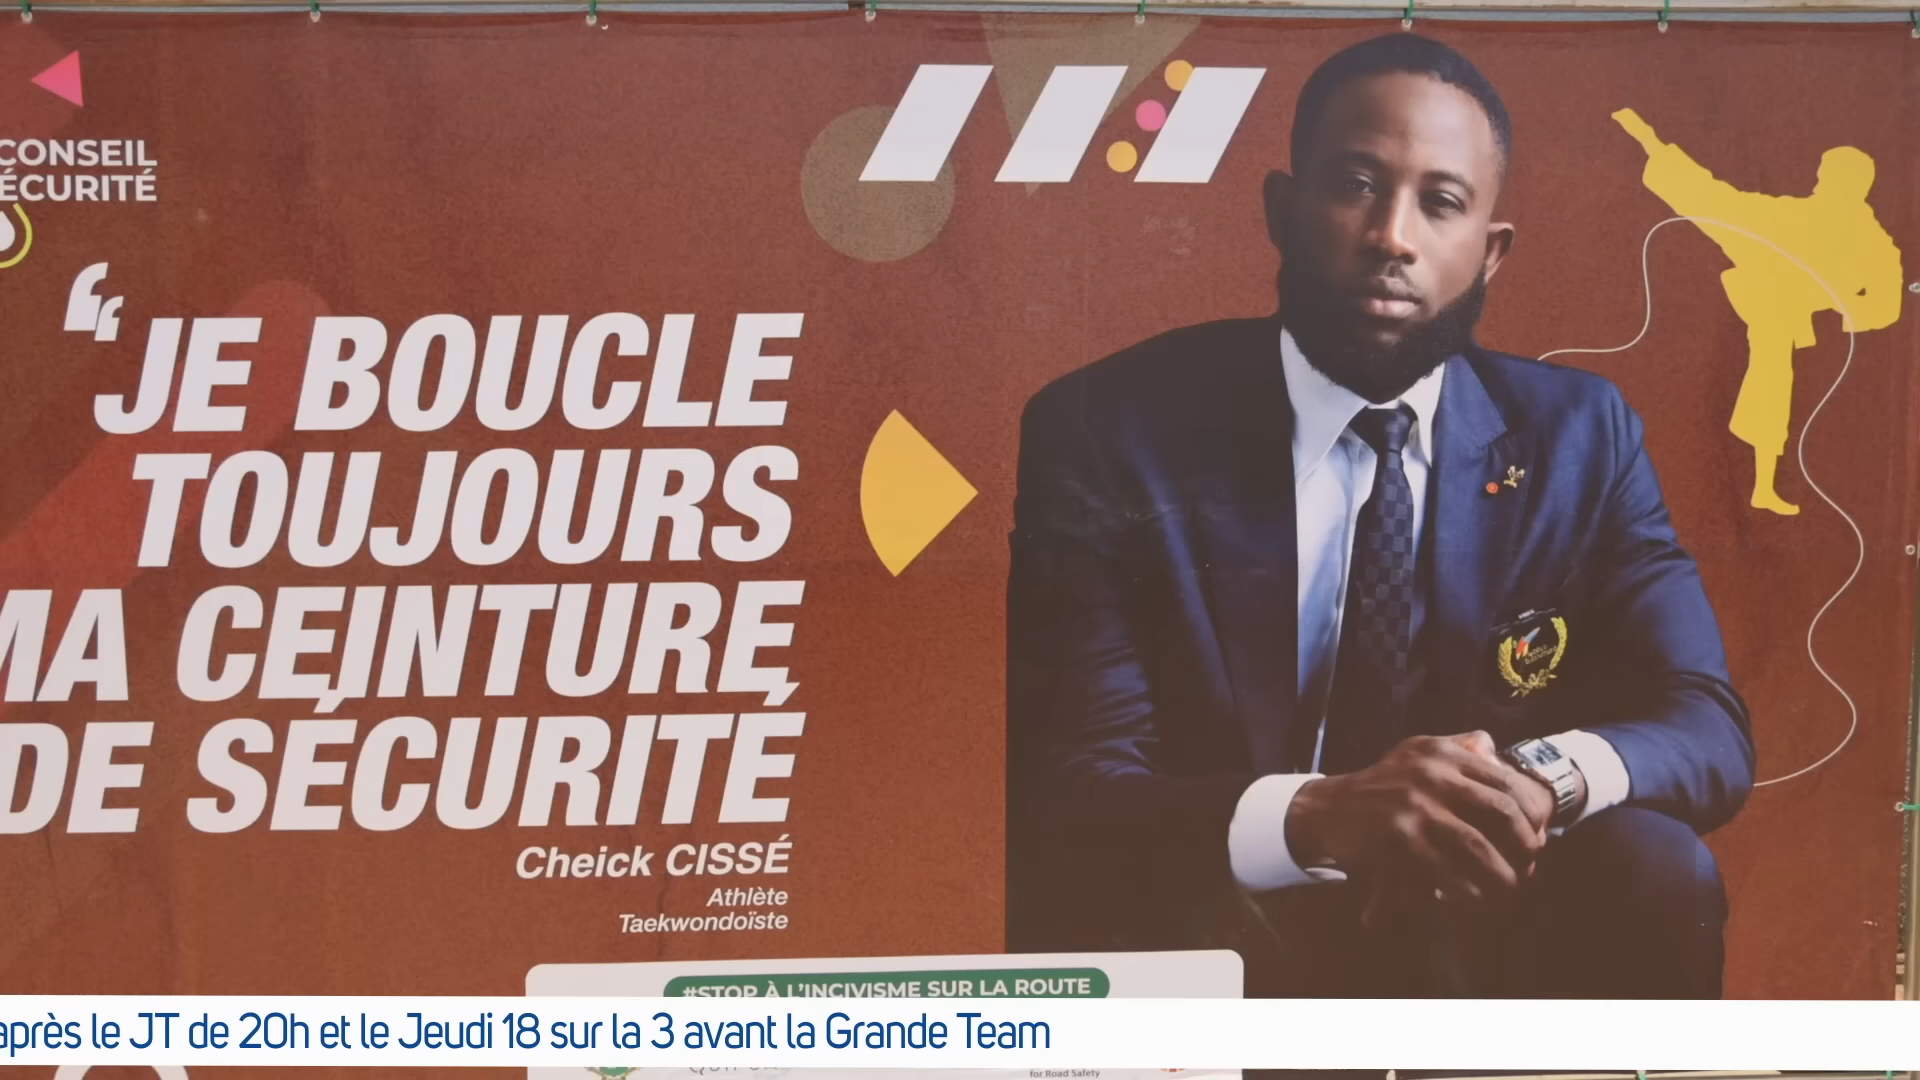 CONSEIL
ÉCURITÉ
“JE BOUCLE
TOUJOURS
MA CEINTURE
DE SÉCURITÉ
Cheick CISSÉ
Athlète
Taekwondoïste
#STOP À L'INCIVISME SUR LA ROUTE
après le JT de 20h et le Jeudi 18 sur la 3 avant la Grande Team
for Road Safety